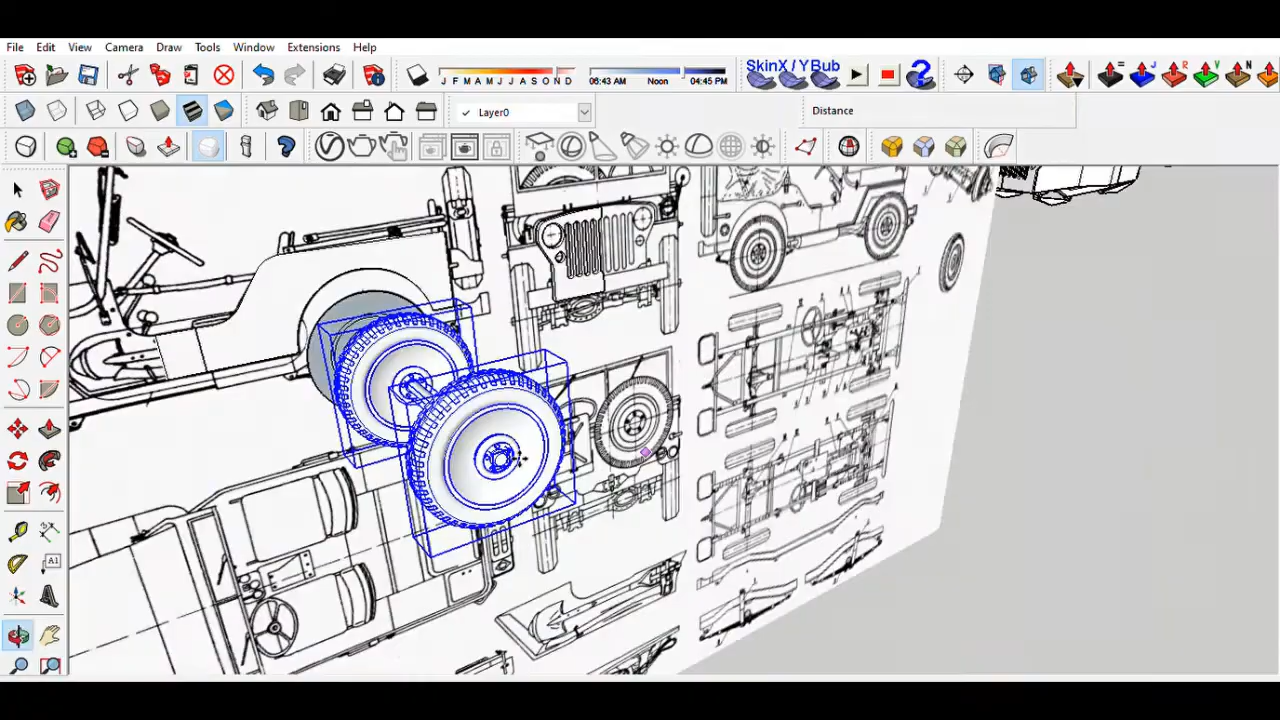 File Edit View Camera Draw Tools Window Extensions Help
J F M A M J J A S O N D 06:43 AM Noon 04:45 PM SkinX / YBub = J R V N
Layer0 Distance
A1